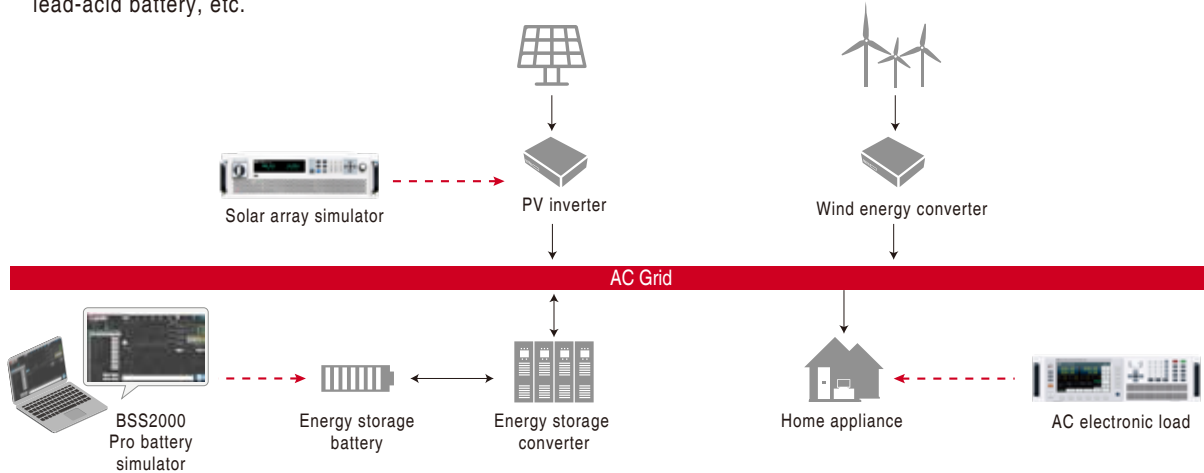 lead-acid battery, etc.
Solar array simulator
PV inverter
Wind energy converter
AC Grid
BSS2000
Pro battery
simulator
Energy storage
battery
Energy storage
converter
Home appliance
AC electronic load